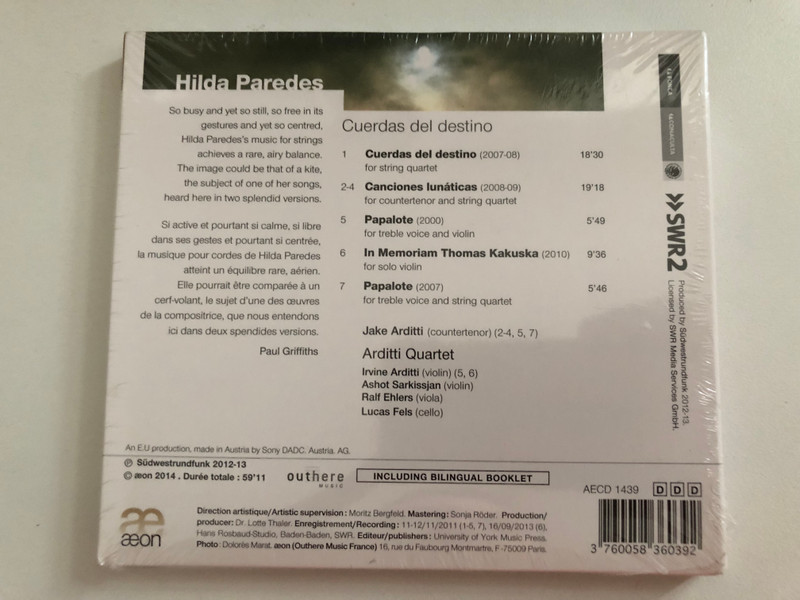 Hilda Paredes
So busy and yet so still, so free in its
gestures and yet so centred,
Hilda Paredes's music for strings
achieves a rare, airy balance.
The image could be that of a kite,
the subject of one of her songs,
heard here in two splendid versions.
Si active et pourtant si calme, si libre
dans ses gestes et pourtant si centrée,
la musique pour cordes de Hilda Paredes
atteint un équilibre rare, aérien.
Elle pourrait être comparée à un
cerf-volant, le sujet d'une des œuvres
de la compositrice, que nous entendons
ici dans deux spendides versions.
Paul Griffiths
Cuerdas del destino
1 Cuerdas del destino (2007-08) 18'30
for string quartet
2-4 Canciones lunáticas (2008-09) 19'18
for countertenor and string quartet
5 Papalote (2000) 5'49
for treble voice and violin
6 In Memoriam Thomas Kakuska (2010) 9'36
for solo violin
7 Papalote (2007) 5'46
for treble voice and string quartet
Jake Arditti (countertenor) (2-4, 5, 7)
Arditti Quartet
Irvine Arditti (violin) (5, 6)
Ashot Sarkissjan (violin)
Ralf Ehlers (viola)
Lucas Fels (cello)
SWR2
Produced by Südwestrundfunk 2012-13.
Licensed by SWR Media Services GmbH.
An E.U production, made in Austria by Sony DADC. Austria. AG.
℗ Südwestrundfunk 2012-13
© æon 2014 . Durée totale : 59'11
outhere
MUSIC
INCLUDING BILINGUAL BOOKLET
AECD 1439 D D D
æ
æon
Direction artistique/Artistic supervision : Moritz Bergfeld. Mastering: Sonja Röder. Production/
producer: Dr. Lotte Thaler. Enregistrement/Recording : 11-12/11/2011 (1-5, 7), 16/09/2013 (6),
Hans Rosbaud-Studio, Baden-Baden, SWR. Editeur/publishers : University of York Music Press.
Photo : Dolorès Marat. æon (Outhere Music France) 16, rue du Faubourg Montmartre, F-75009 Paris.
3 760058 360392